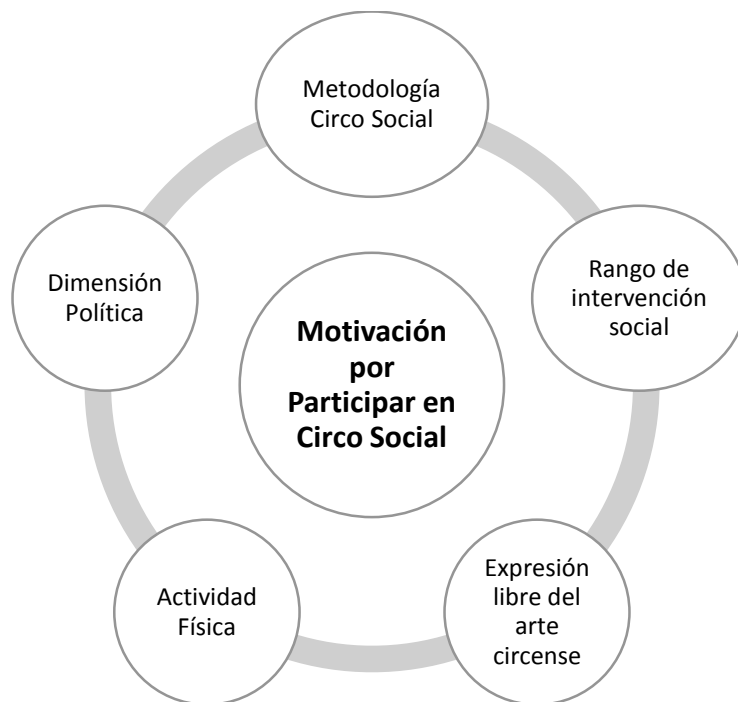 Metodología
Circo Social
Rango de
intervención
social
Expresión
libre del
arte
circense
Actividad
Física
Dimensión
Política
Motivación
por
Participar en
Circo Social